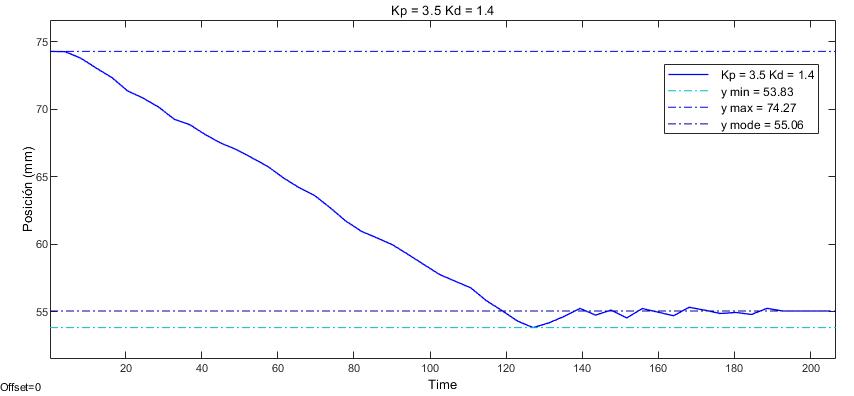 Kp = 3.5 Kd = 1.4
75
70
65
60
55
Posición (mm)
Kp = 3.5 Kd = 1.4
y min = 53.83
y max = 74.27
y mode = 55.06
20 40 60 80 100 120 140 160 180 200
Time
Offset=0